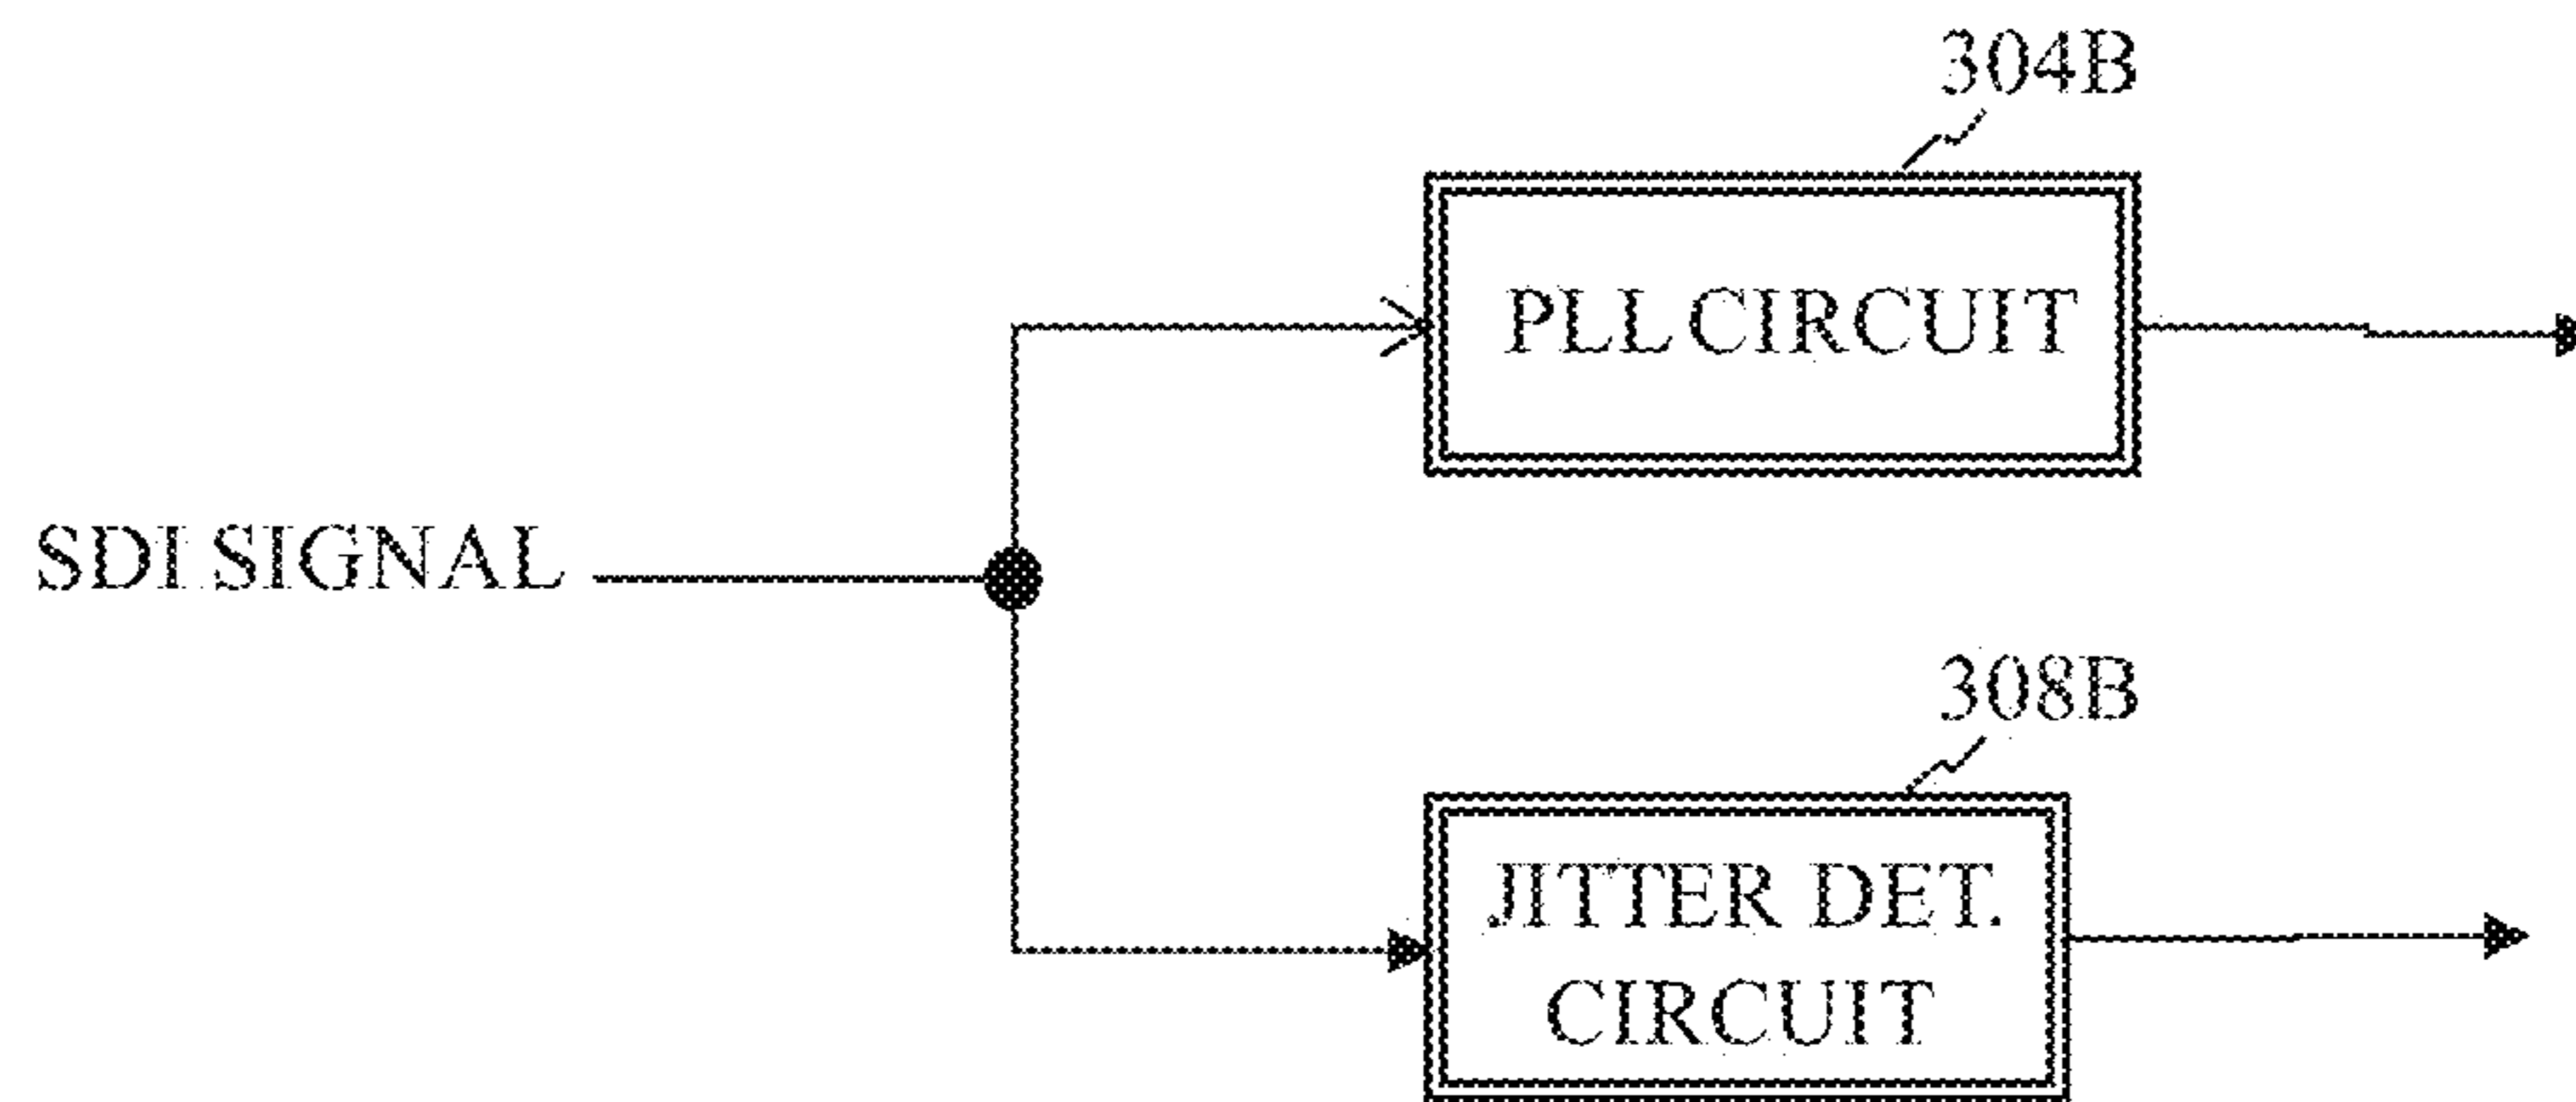 304B
PLL CIRCUIT
SDI SIGNAL
308B
JITTER DET.
CIRCUIT